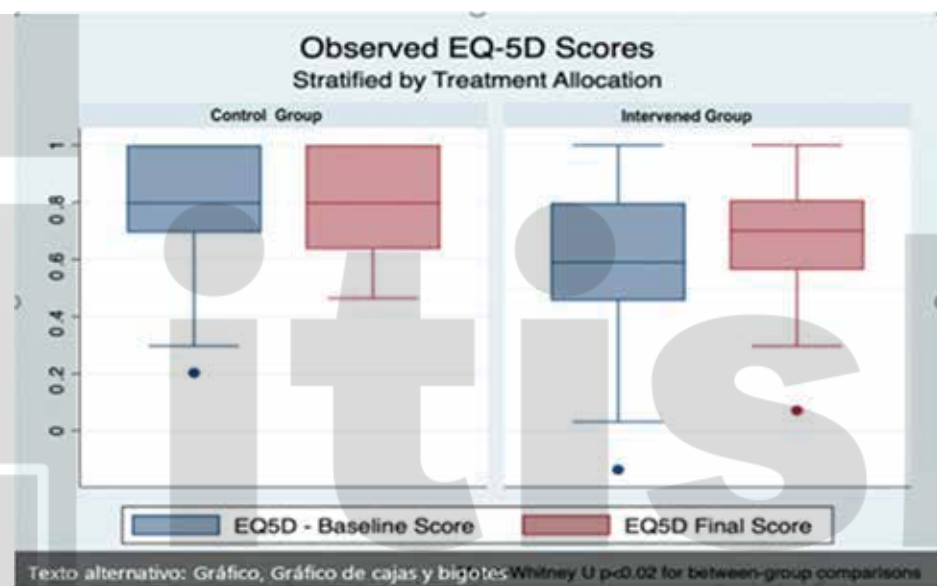 Observed EQ-5D Scores
Stratified by Treatment Allocation
Control Group
Intervened Group
1
0.8
0.6
0.4
0.2
0
EQ5D - Baseline Score
EQ5D Final Score
Texto alternativo: Gráfico, Gráfico de cajas y bigotes
Whitney U p<0.02 for between-group comparisons
itis